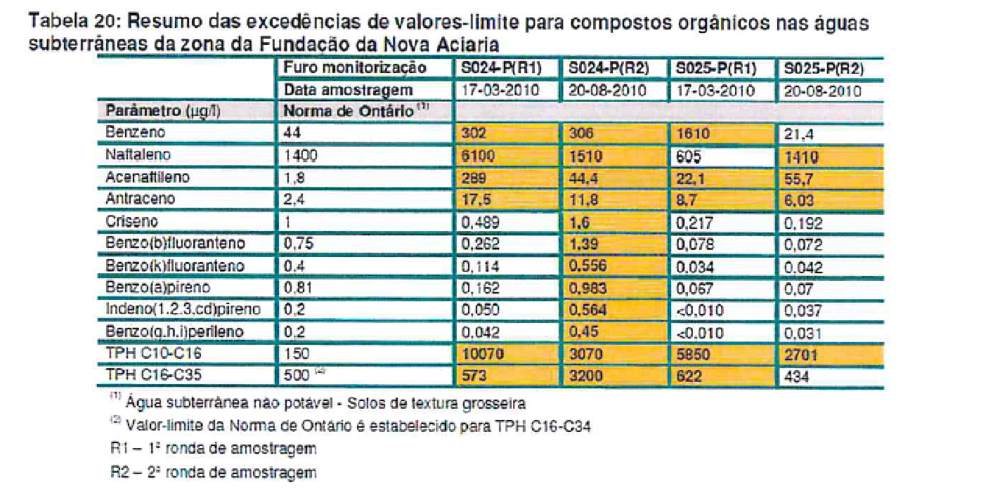 Tabela 20: Resumo das excedências de valores-limite para compostos orgânicos nas águas
subterrâneas da zona da Fundação da Nova Aciaria
Furo monitorização S024-P(R1) S024-P(R2) S025-P(R1) S025-P(R2)
Data amostragem 17-03-2010 20-08-2010 17-03-2010 20-08-2010
Parâmetro (µg/l) Norma de Ontário (1)
Benzeno 44 302 306 1610 21,4
Naftaleno 1400 6100 1510 605 1410
Acenaftileno 1,8 289 44,4 22,1 55,7
Antraceno 2,4 17,5 11,8 8,7 6,03
Criseno 1 0,489 1,6 0,217 0,192
Benzo(b)fluoranteno 0,75 0,262 1,39 0,078 0,072
Benzo(k)fluoranteno 0,4 0,114 0,556 0,034 0,042
Benzo(a)pireno 0,81 0,162 0,983 0,067 0,07
Indeno(1.2.3.cd)pireno 0,2 0,050 0,564 <0,010 0,037
Benzo(g.h.i)perileno 0,2 0,042 0,45 <0,010 0,031
TPH C10-C16 150 10070 3070 5850 2701
TPH C16-C35 500 (2) 573 3200 622 434
(1) Água subterrânea não potável - Solos de textura grosseira
(2) Valor-limite da Norma de Ontário é estabelecido para TPH C16-C34
R1 – 1ª ronda de amostragem
R2 – 2ª ronda de amostragem